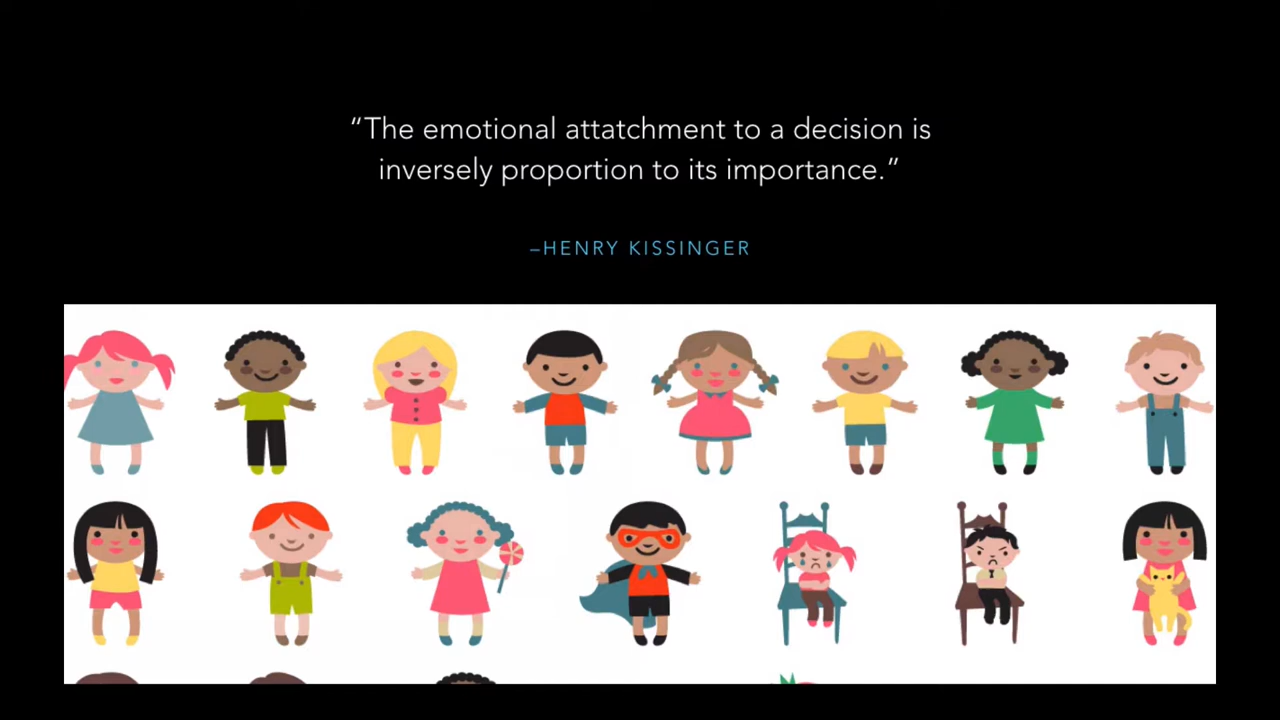 “The emotional attatchment to a decision is
inversely proportion to its importance.”
–HENRY KISSINGER